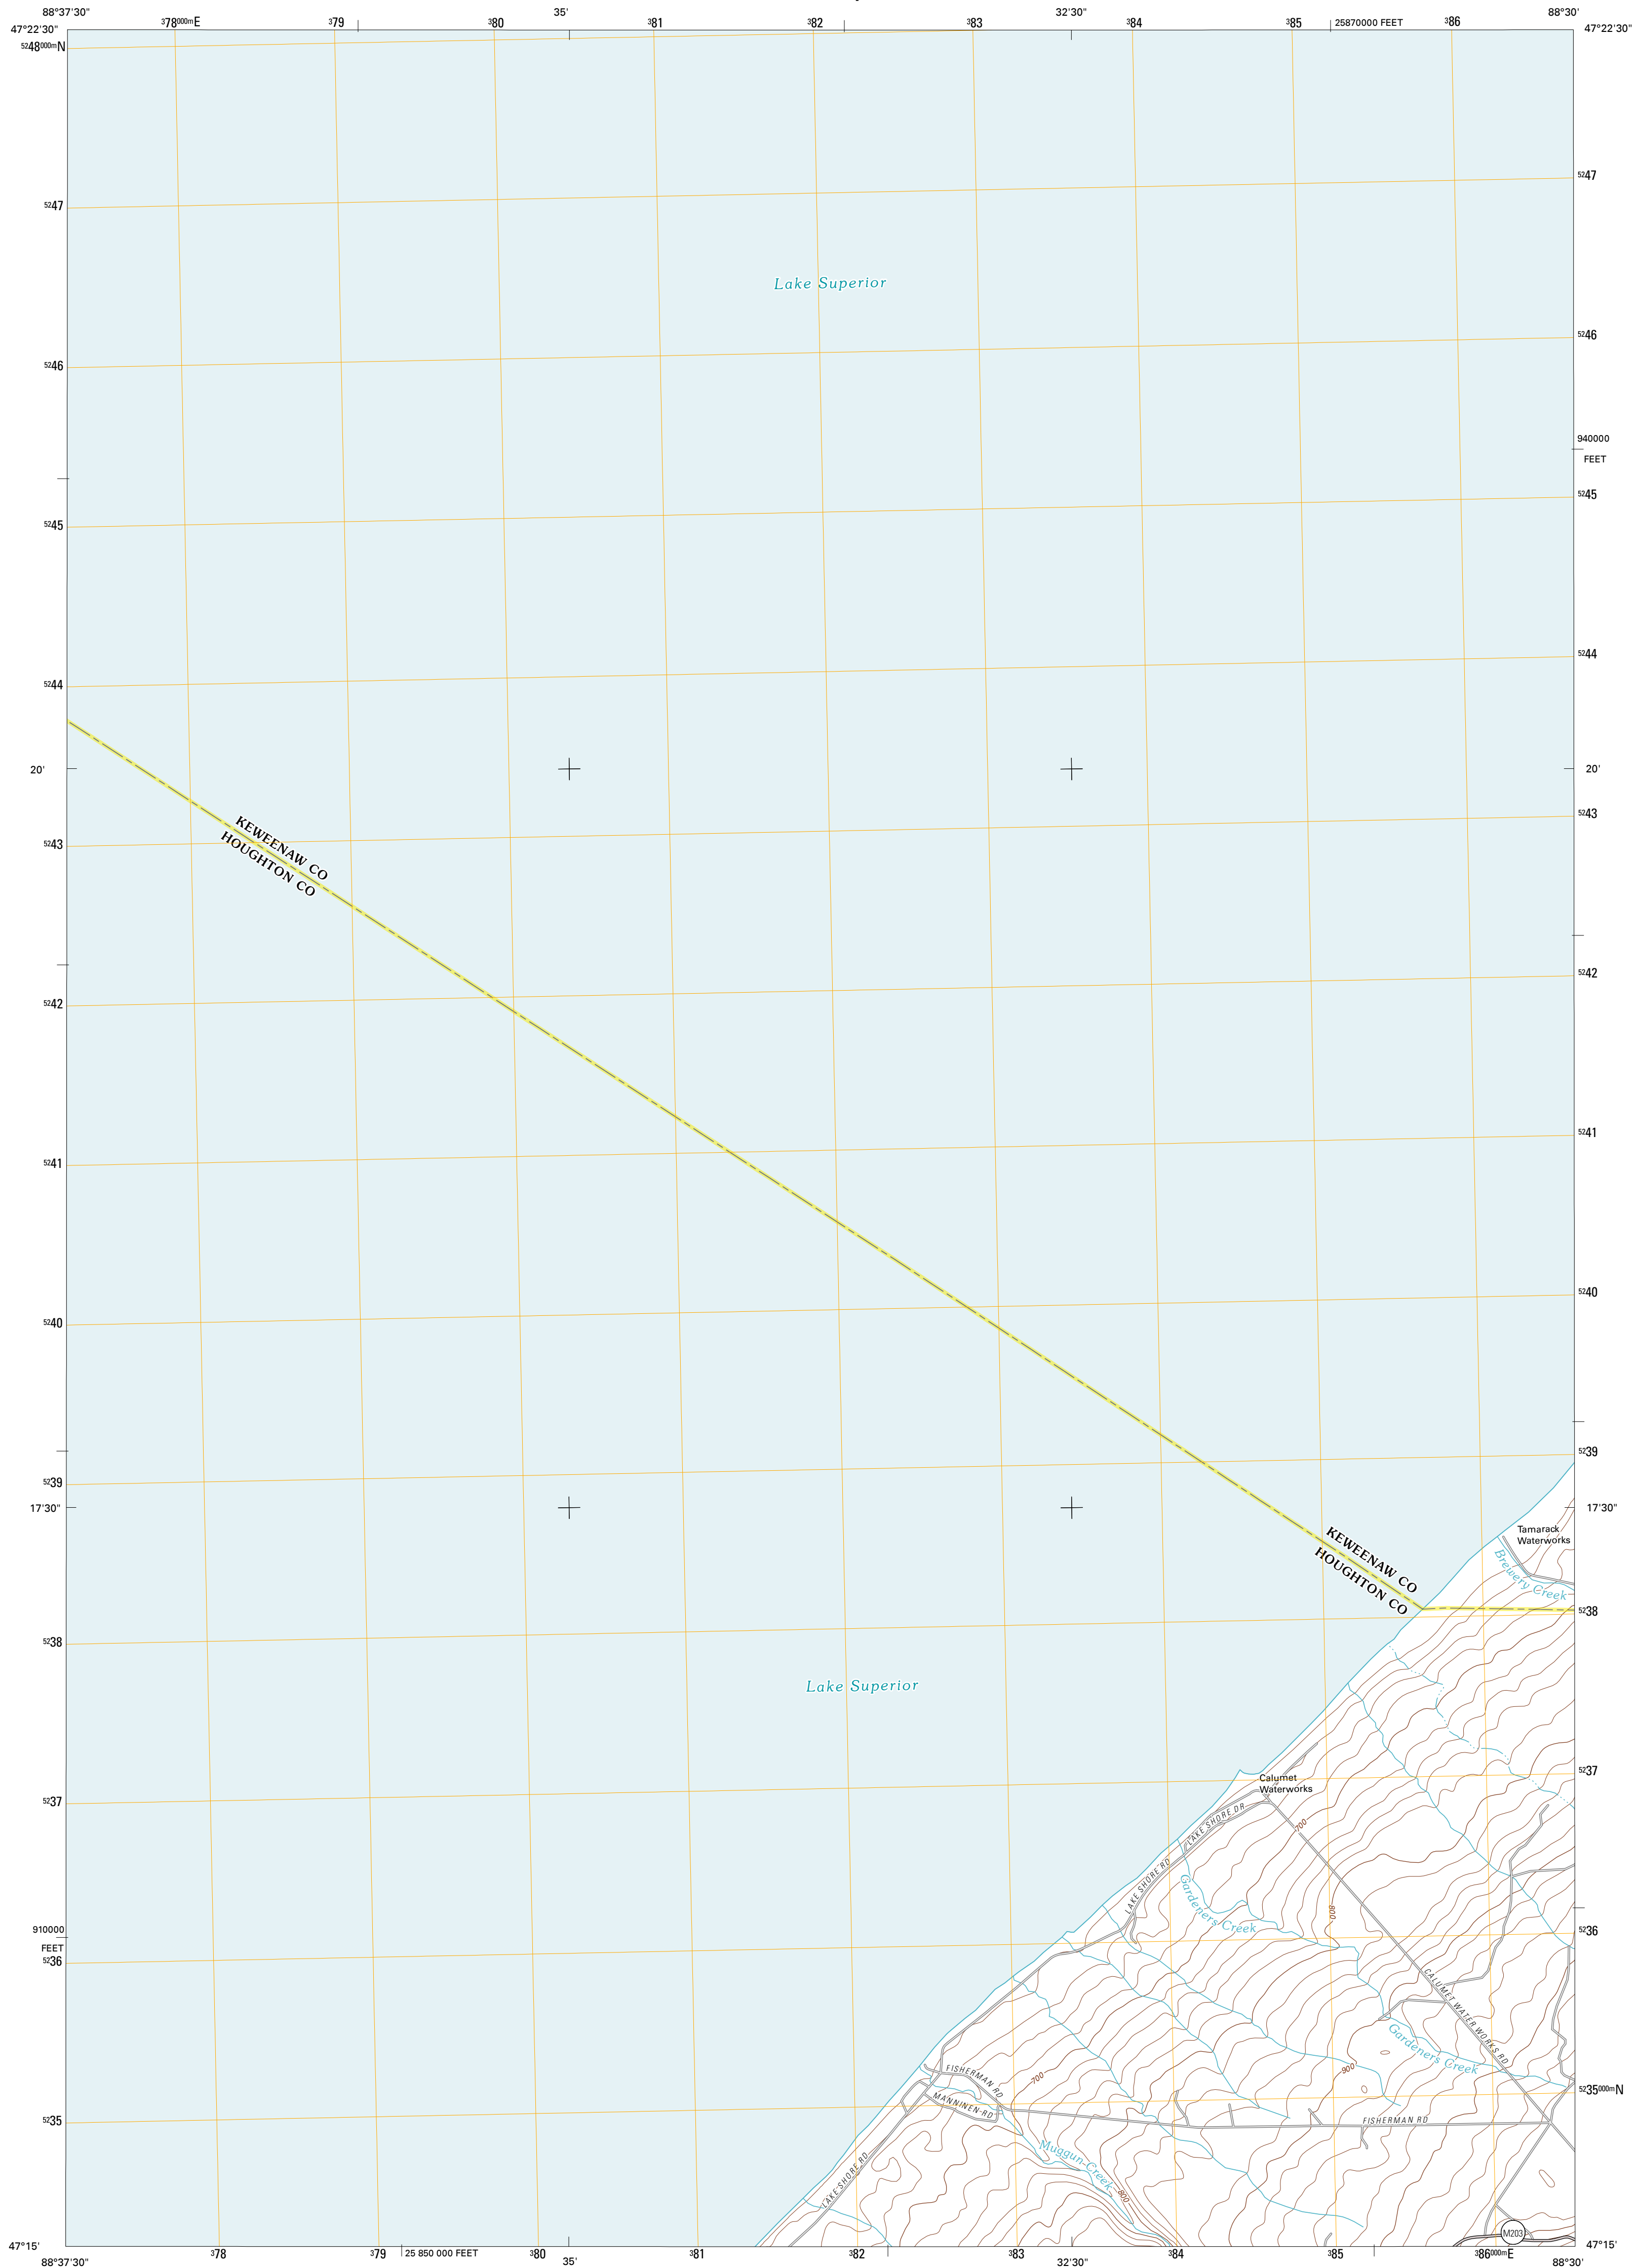 88°37'30"
378000mE
379
35'
380
381
382
383
32'30"
384
385
25870000 FEET
386
88°30'
47°22'30"
47°22'30"
5248000mN
5247
5247
Lake Superior
5246
5246
940000
FEET
5245
5245
5244
5244
20'
20'
5243
5243
KEWEENAW CO
HOUGHTON CO
5242
5242
5241
5241
5240
5240
5239
5239
17'30"
17'30"
KEWEENAW CO
HOUGHTON CO
Tamarack
Waterworks
Brewery Creek
5238
5238
Lake Superior
5237
5237
Calumet
Waterworks
LAKE SHORE DR
700
LAKE SHORE RD
Gardeners Creek
800
910000
FEET
5236
5236
CALUMET WATER WORKS RD
Gardeners Creek
FISHERMAN RD
700
900
MANNINEN RD
5235000mN
5235
FISHERMAN RD
Muggun Creek
800
LAKE SHORE RD
M203
47°15'
47°15'
88°37'30"
378
379
25 850 000 FEET
380
35'
381
382
383
32'30"
384
385
386000mE
88°30'